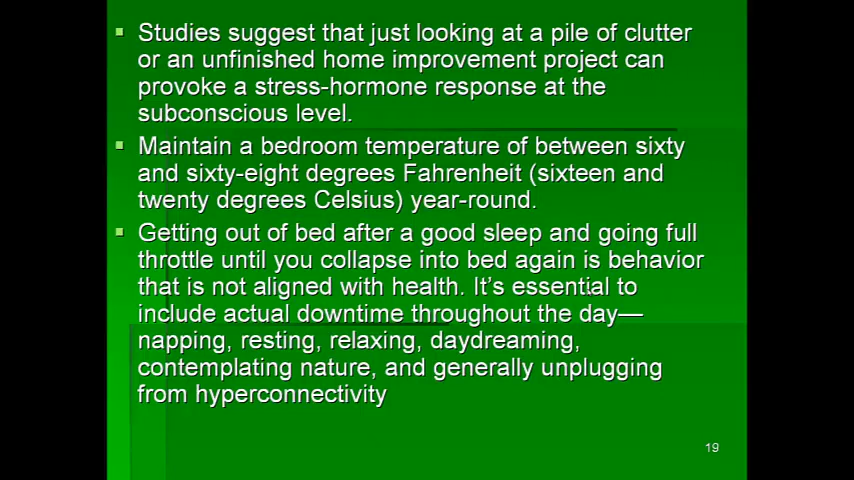 Studies suggest that just looking at a pile of clutter
or an unfinished home improvement project can
provoke a stress-hormone response at the
subconscious level.
Maintain a bedroom temperature of between sixty
and sixty-eight degrees Fahrenheit (sixteen and
twenty degrees Celsius) year-round.
Getting out of bed after a good sleep and going full
throttle until you collapse into bed again is behavior
that is not aligned with health. It’s essential to
include actual downtime throughout the day—
napping, resting, relaxing, daydreaming,
contemplating nature, and generally unplugging
from hyperconnectivity
19